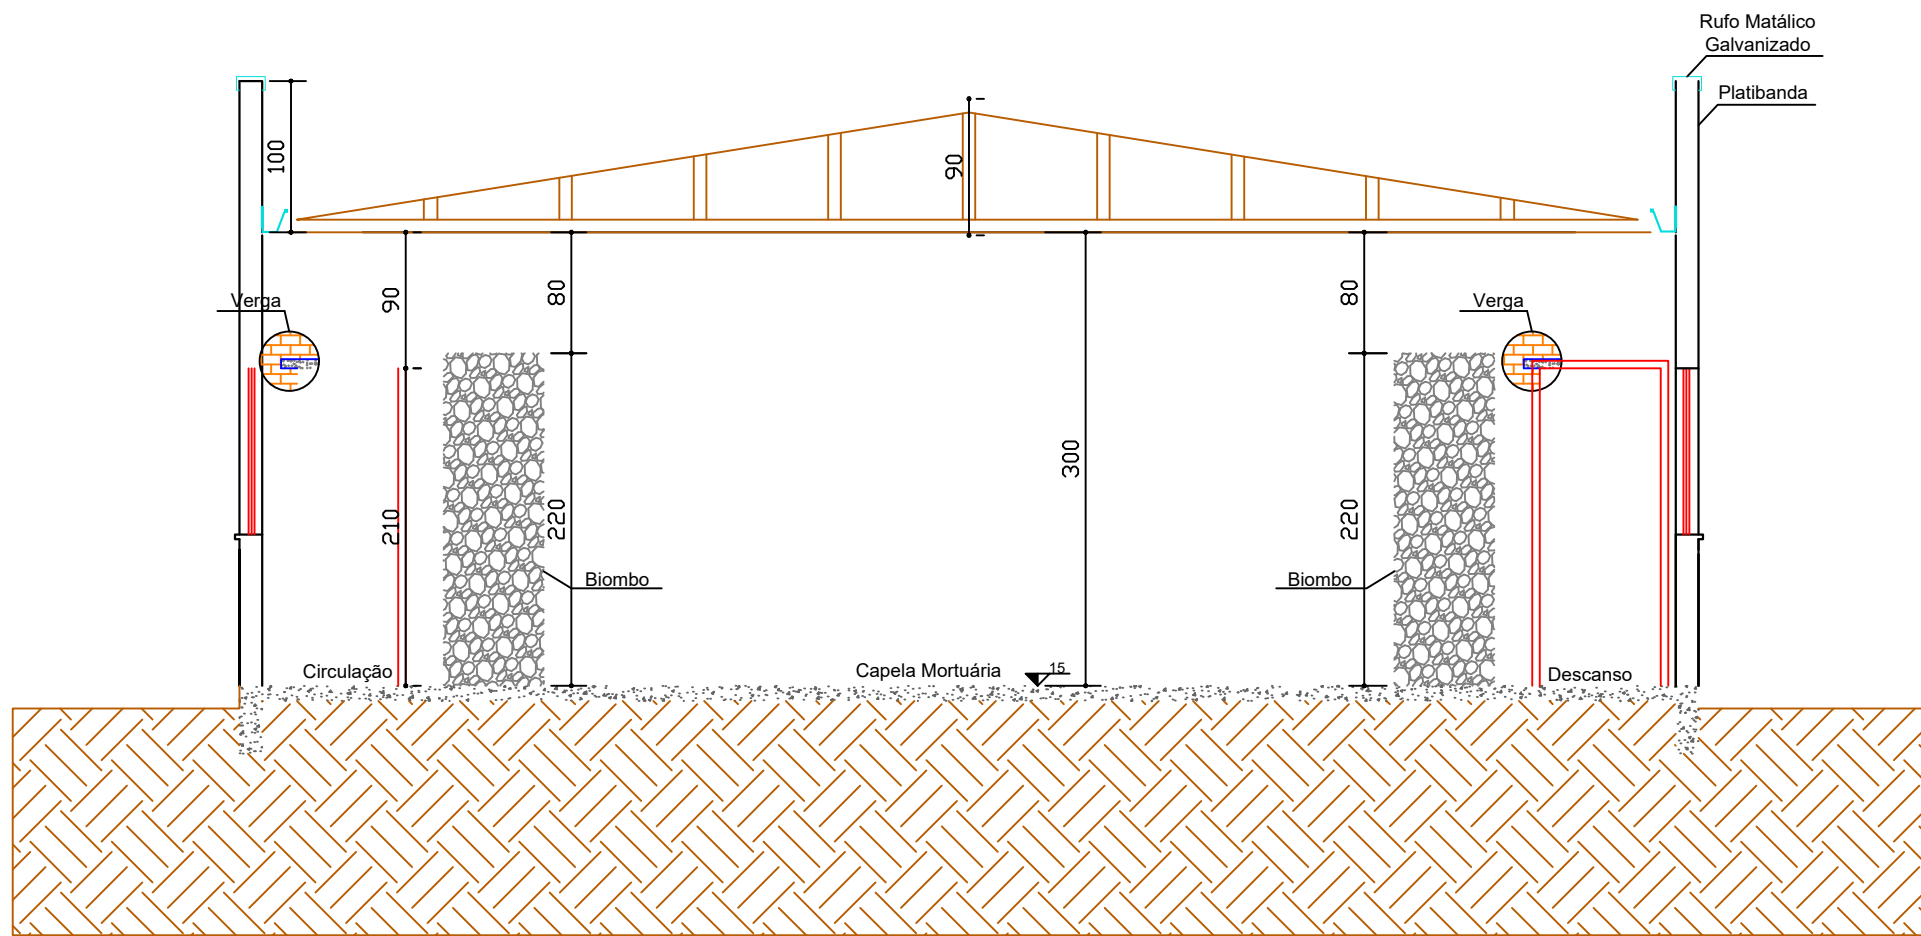 Rufo Matálico
Galvanizado
Platibanda
100
90
Verga
90
80
80
Verga
300
210
220
220
Biombo
Biombo
Circulação
Capela Mortuária
15
Descanso